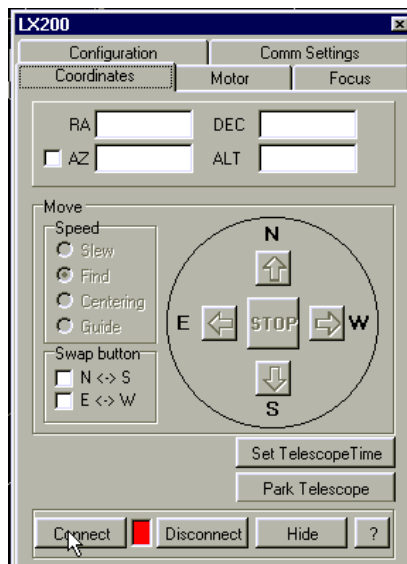 LX200
Configuration Comm Settings
Coordinates Motor Focus
RA DEC
AZ ALT
Move
Speed
Slew
Find
Centering
Guide
N
E STOP W
S
Swap button
N <-> S
E <-> W
Set TelescopeTime
Park Telescope
Connect Disconnect Hide ?